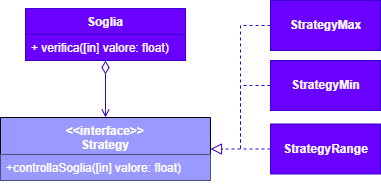 Soglia
+ verifica([in] valore: float)
<<interface>>
Strategy
+controllaSoglia([in] valore: float)
StrategyMax
StrategyMin
StrategyRange